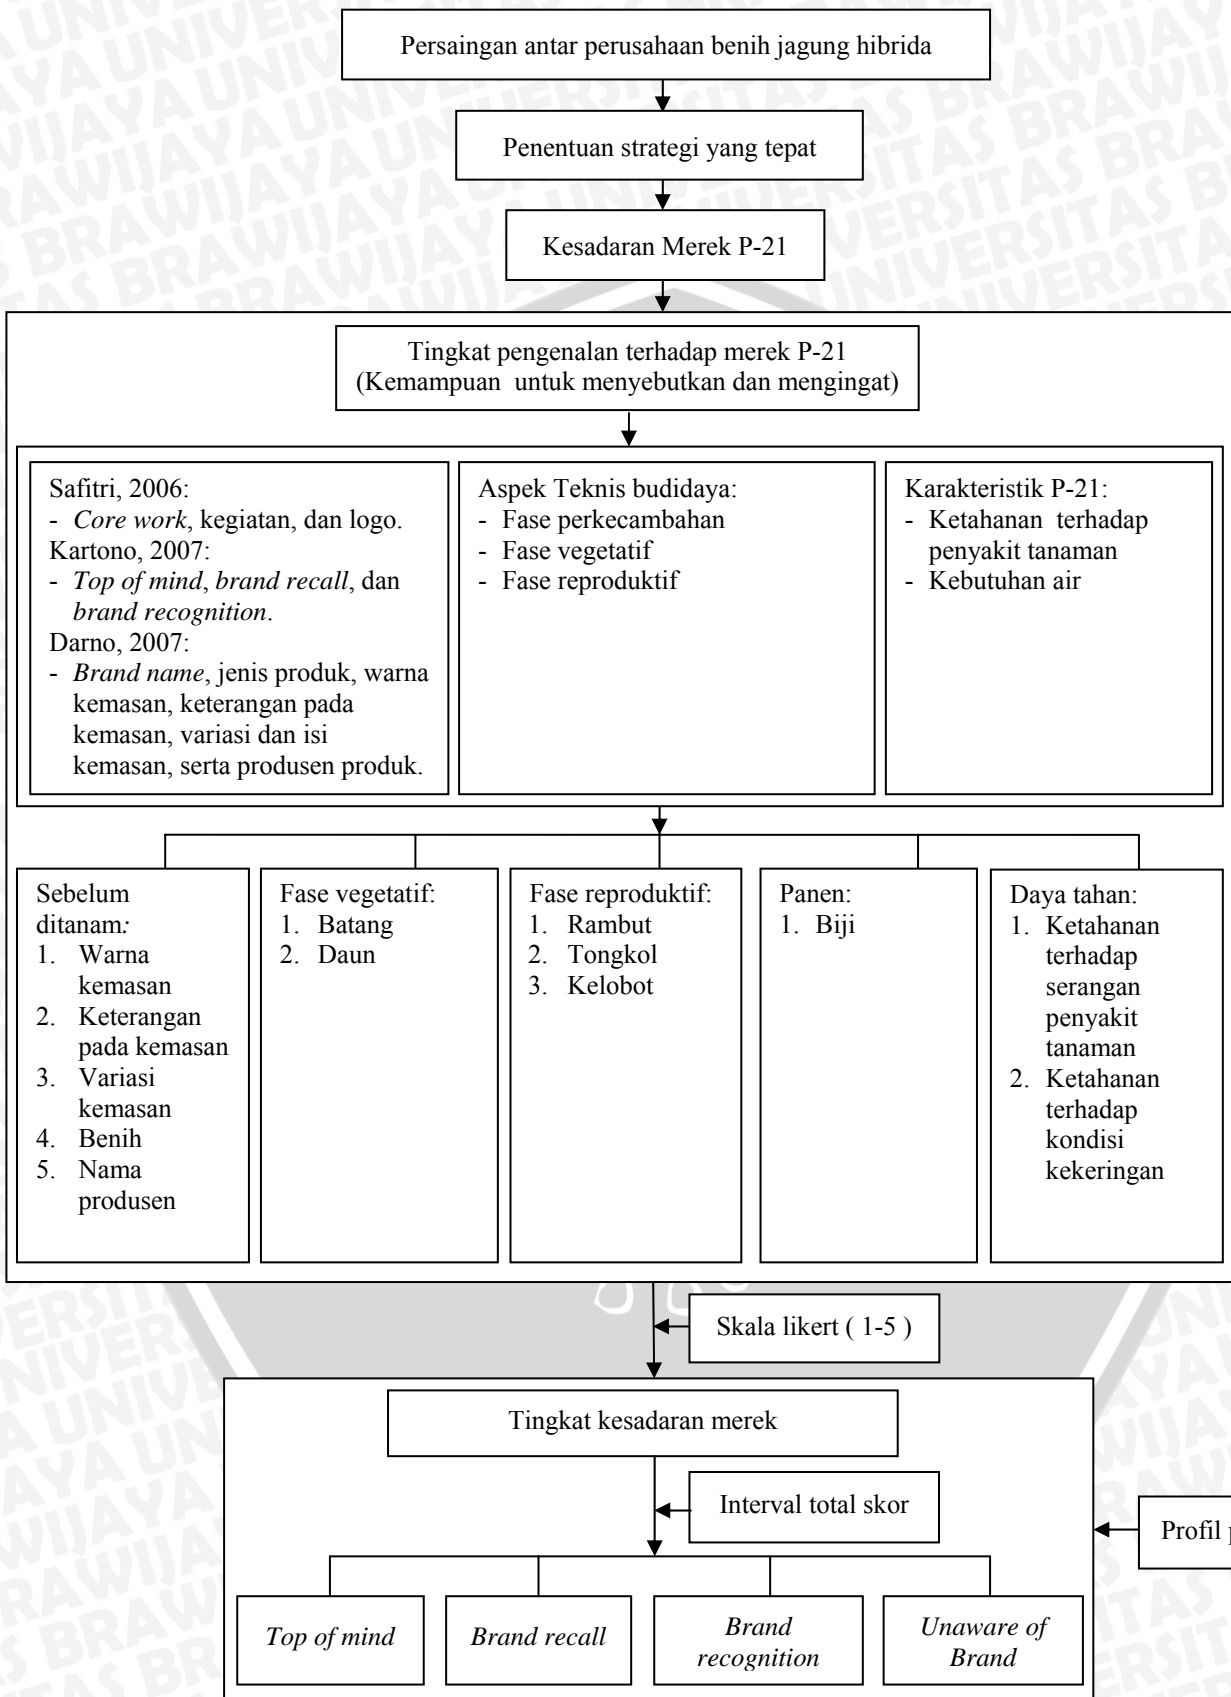 Persaingan antar perusahaan benih jagung hibrida
Penentuan strategi yang tepat
Kesadaran Merek P-21
Tingkat pengenalan terhadap merek P-21
(Kemampuan untuk menyebutkan dan mengingat)
Safitri, 2006:
- Core work, kegiatan, dan logo.
Kartono, 2007:
- Top of mind, brand recall, dan
brand recognition.
Darno, 2007:
- Brand name, jenis produk, warna
kemasan, keterangan pada
kemasan, variasi dan isi
kemasan, serta produsen produk.
Aspek Teknis budidaya:
- Fase perkecambahan
- Fase vegetatif
- Fase reproduktif
Karakteristik P-21:
- Ketahanan terhadap
penyakit tanaman
- Kebutuhan air
Sebelum
ditanam:
1. Warna
kemasan
2. Keterangan
pada kemasan
3. Variasi
kemasan
4. Benih
5. Nama
produsen
Fase vegetatif:
1. Batang
2. Daun
Fase reproduktif:
1. Rambut
2. Tongkol
3. Kelobot
Panen:
1. Biji
Daya tahan:
1. Ketahanan
terhadap
serangan
penyakit
tanaman
2. Ketahanan
terhadap
kondisi
kekeringan
Skala likert ( 1-5 )
Tingkat kesadaran merek
Interval total skor
Profil
Top of mind
Brand recall
Brand
recognition
Unaware of
Brand